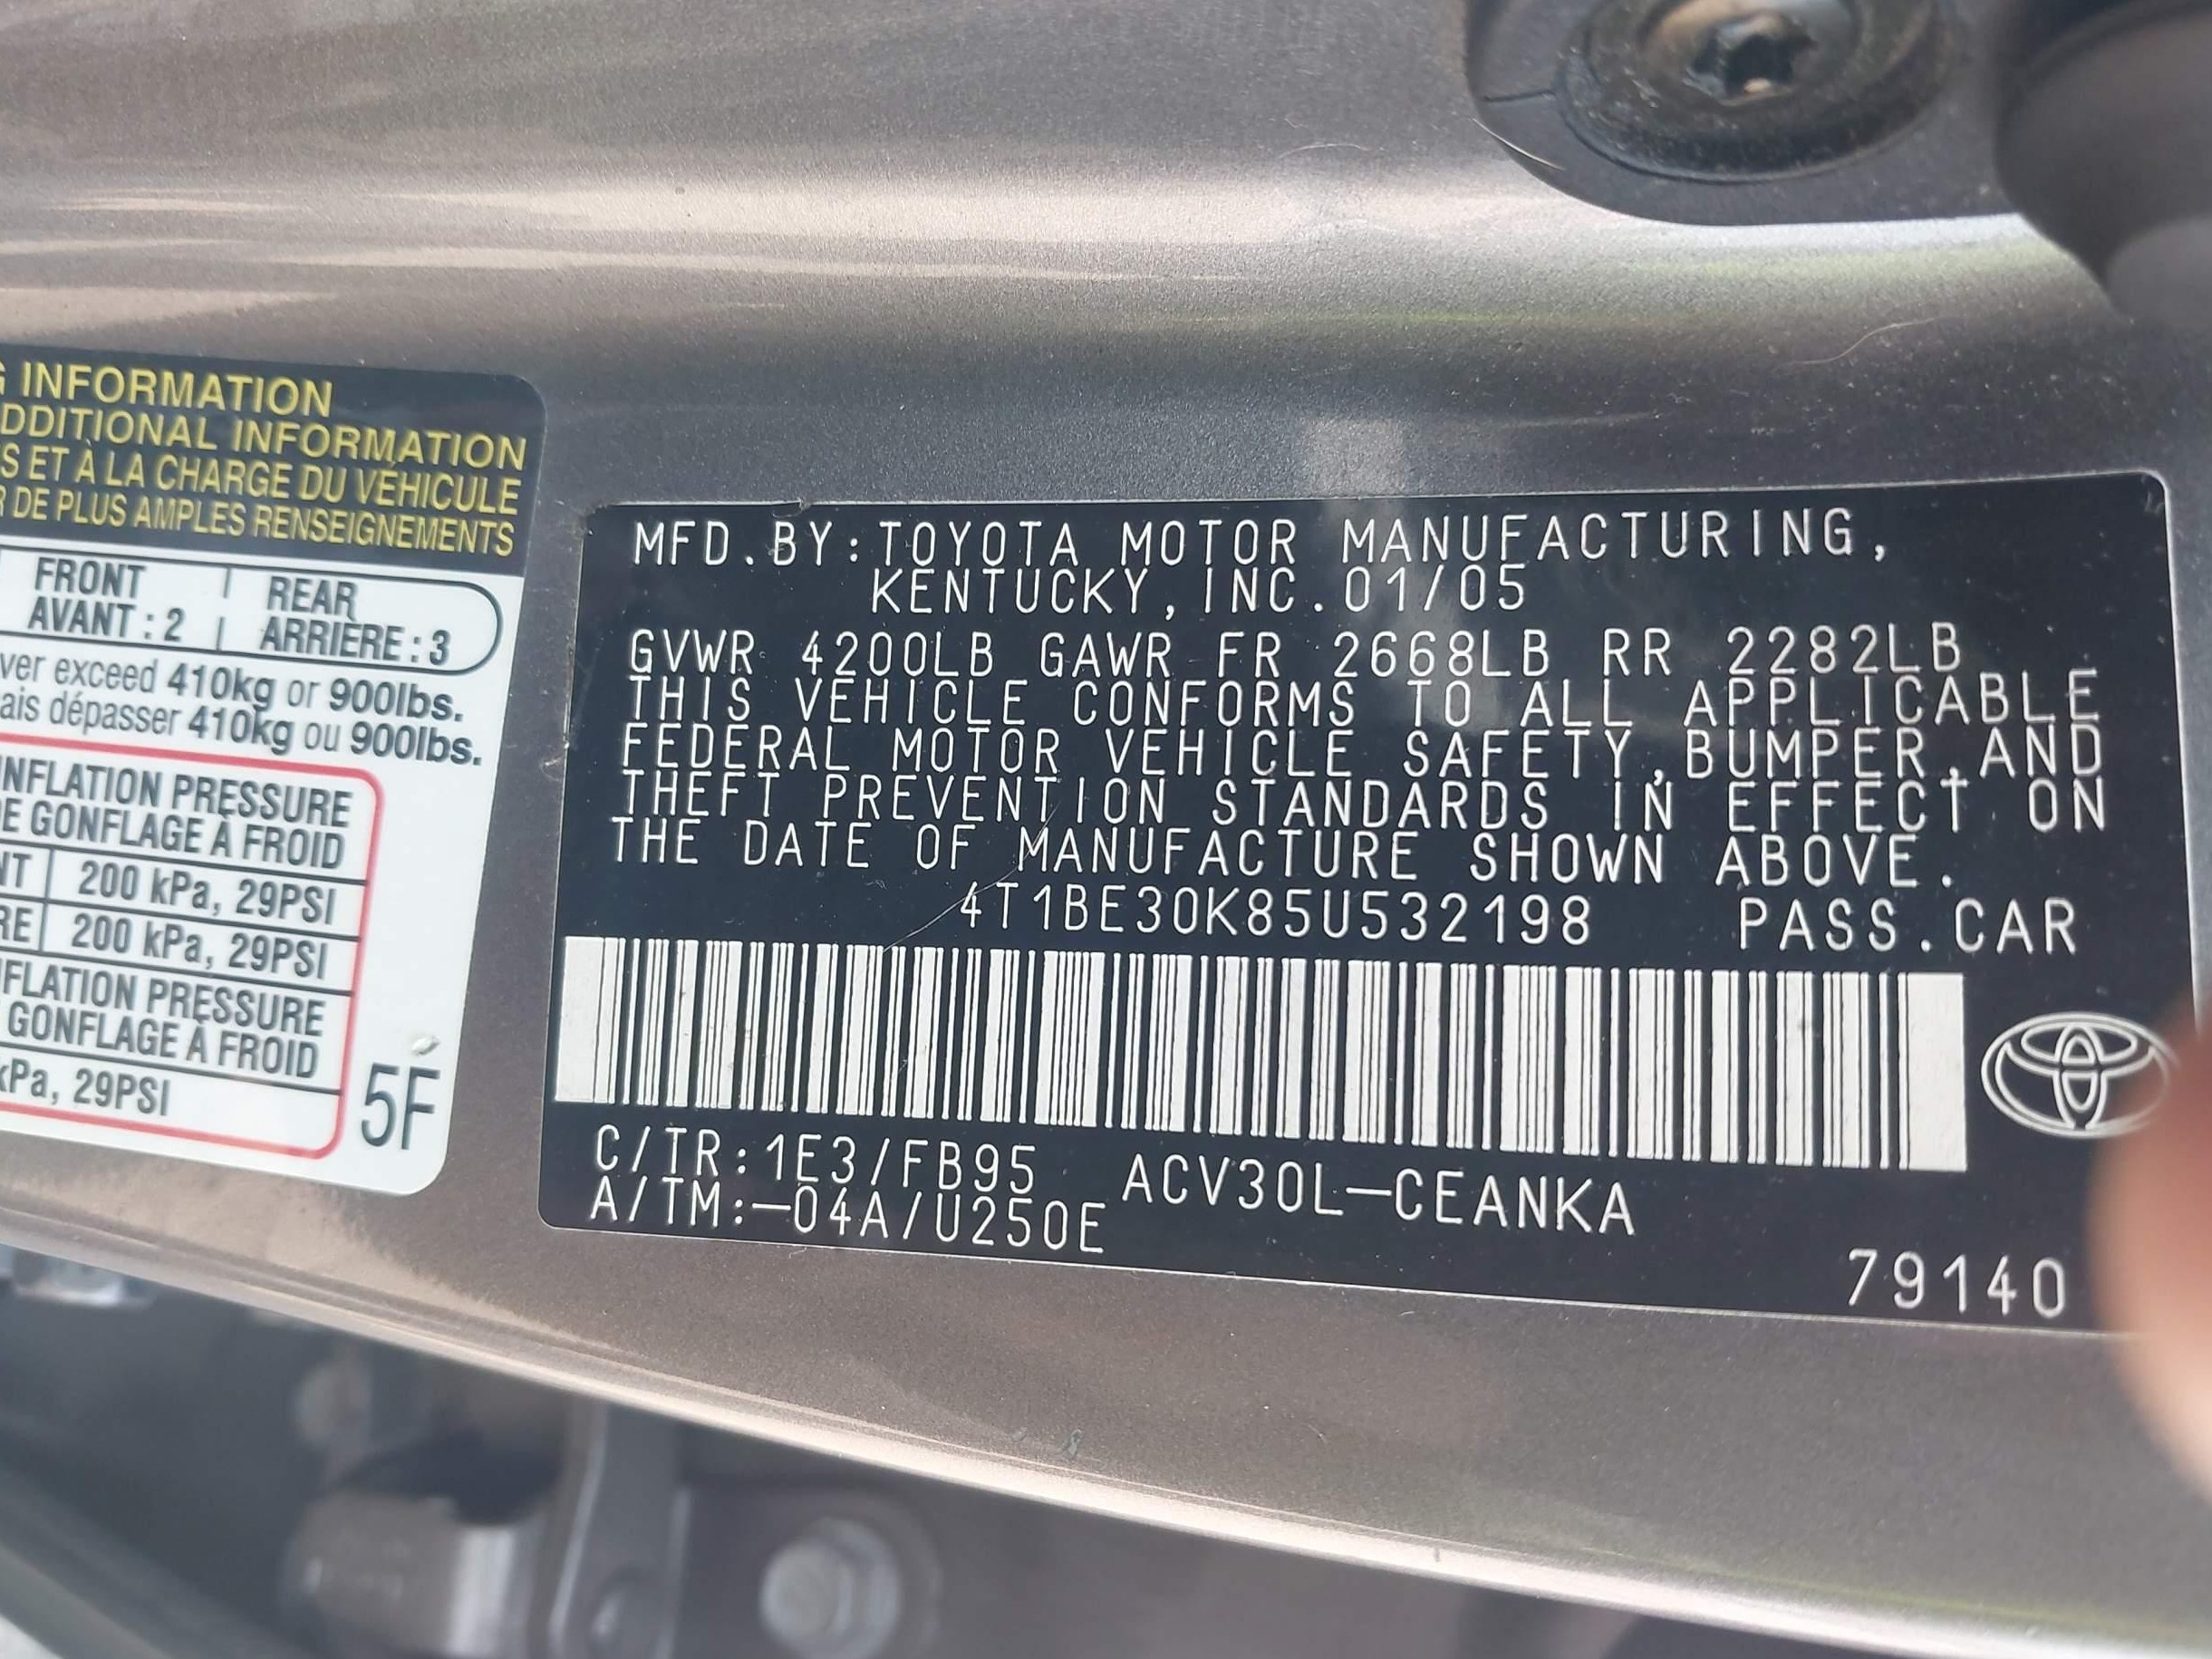 INFORMATION
ADDITIONAL INFORMATION
S ET À LA CHARGE DU VÉHICULE
R DE PLUS AMPLES RENSEIGNEMENTS
FRONT
AVANT : 2
REAR
ARRIÈRE : 3
ver exceed 410kg or 900lbs.
ais dépasser 410kg ou 900lbs.
INFLATION PRESSURE
E GONFLAGE À FROID
NT 200 kPa, 29PSI
RE 200 kPa, 29PSI
FLATION PRESSURE
GONFLAGE À FROID
kPa, 29PSI
5F
MFD.BY:TOYOTA MOTOR MANUFACTURING,
KENTUCKY,INC.01/05
GVWR 4200LB GAWR FR 2668LB RR 2282LB
THIS VEHICLE CONFORMS TO ALL APPLICABLE
FEDERAL MOTOR VEHICLE SAFETY,BUMPER,AND
THEFT PREVENTION STANDARDS IN EFFECT ON
THE DATE OF MANUFACTURE SHOWN ABOVE.
4T1BE30K85U532198 PASS.CAR
C/TR:1E3/FB95 ACV30L-CEANKA
A/TM:-04A/U250E
79140